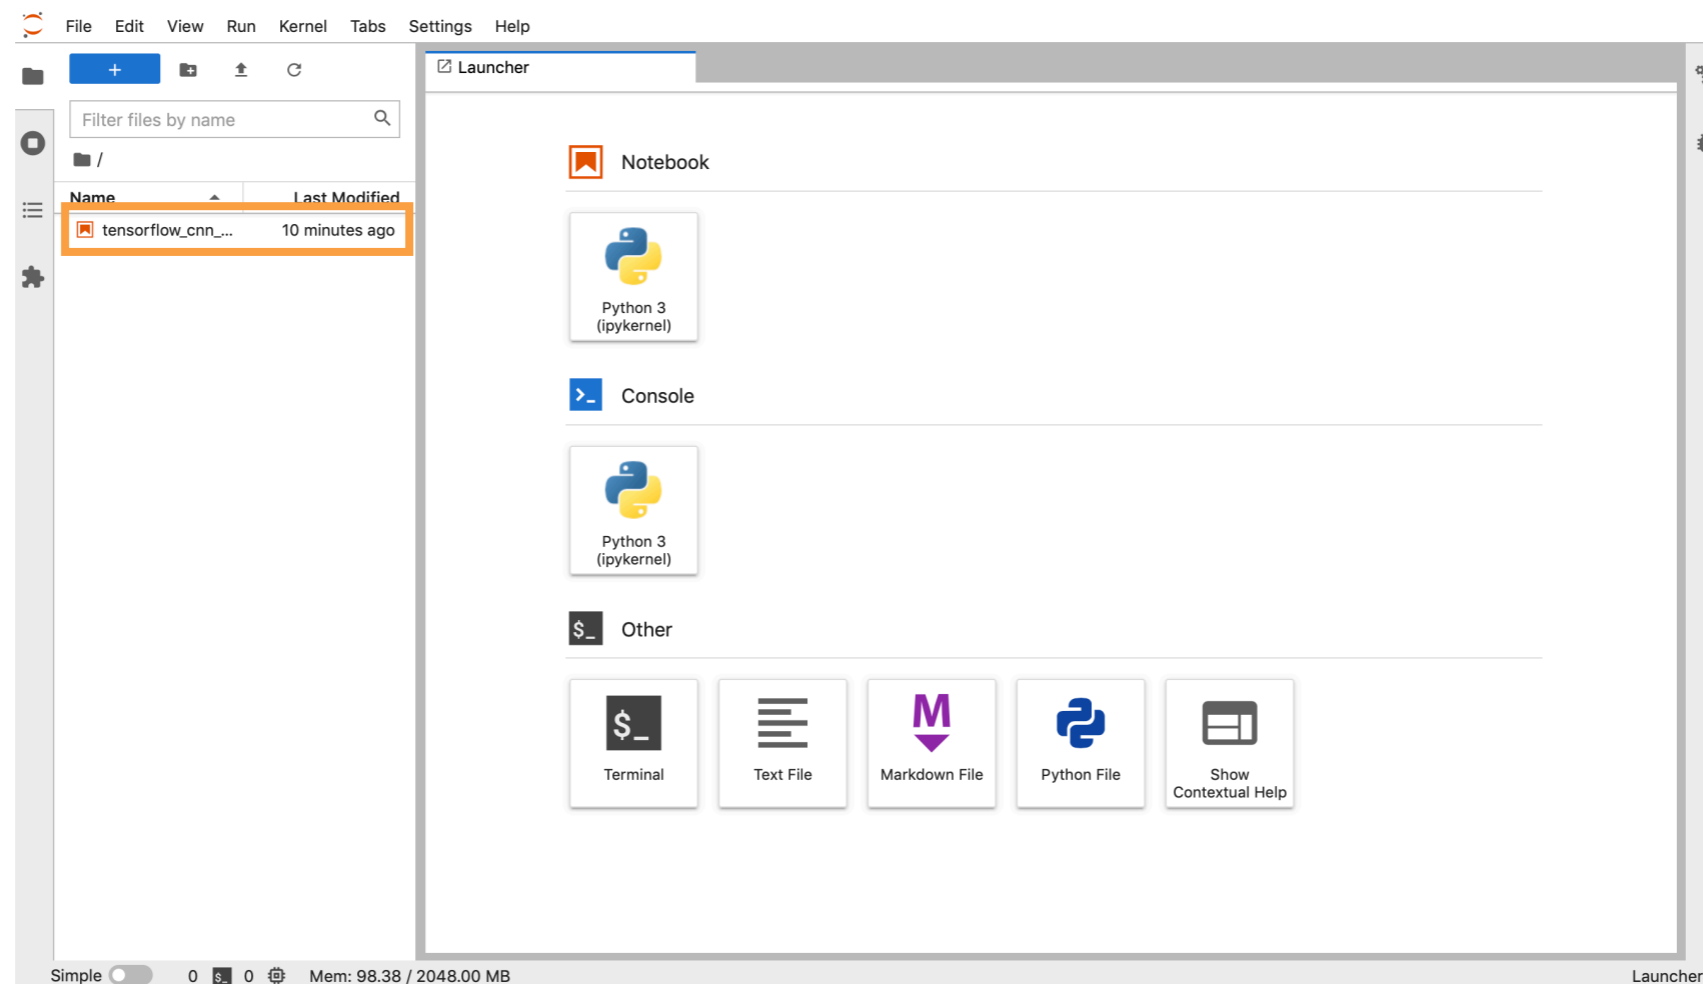 File Edit View Run Kernel Tabs Settings Help
+
Filter files by name
/
Name Last Modified
tensorflow_cnn_... 10 minutes ago
Launcher
Notebook
Python 3
(ipykernel)
>_ Console
Python 3
(ipykernel)
$_ Other
$_
Terminal
Text File
M
Markdown File
Python File
Show
Contextual Help
Simple 0 $_ 0 Mem: 98.38 / 2048.00 MB Launcher